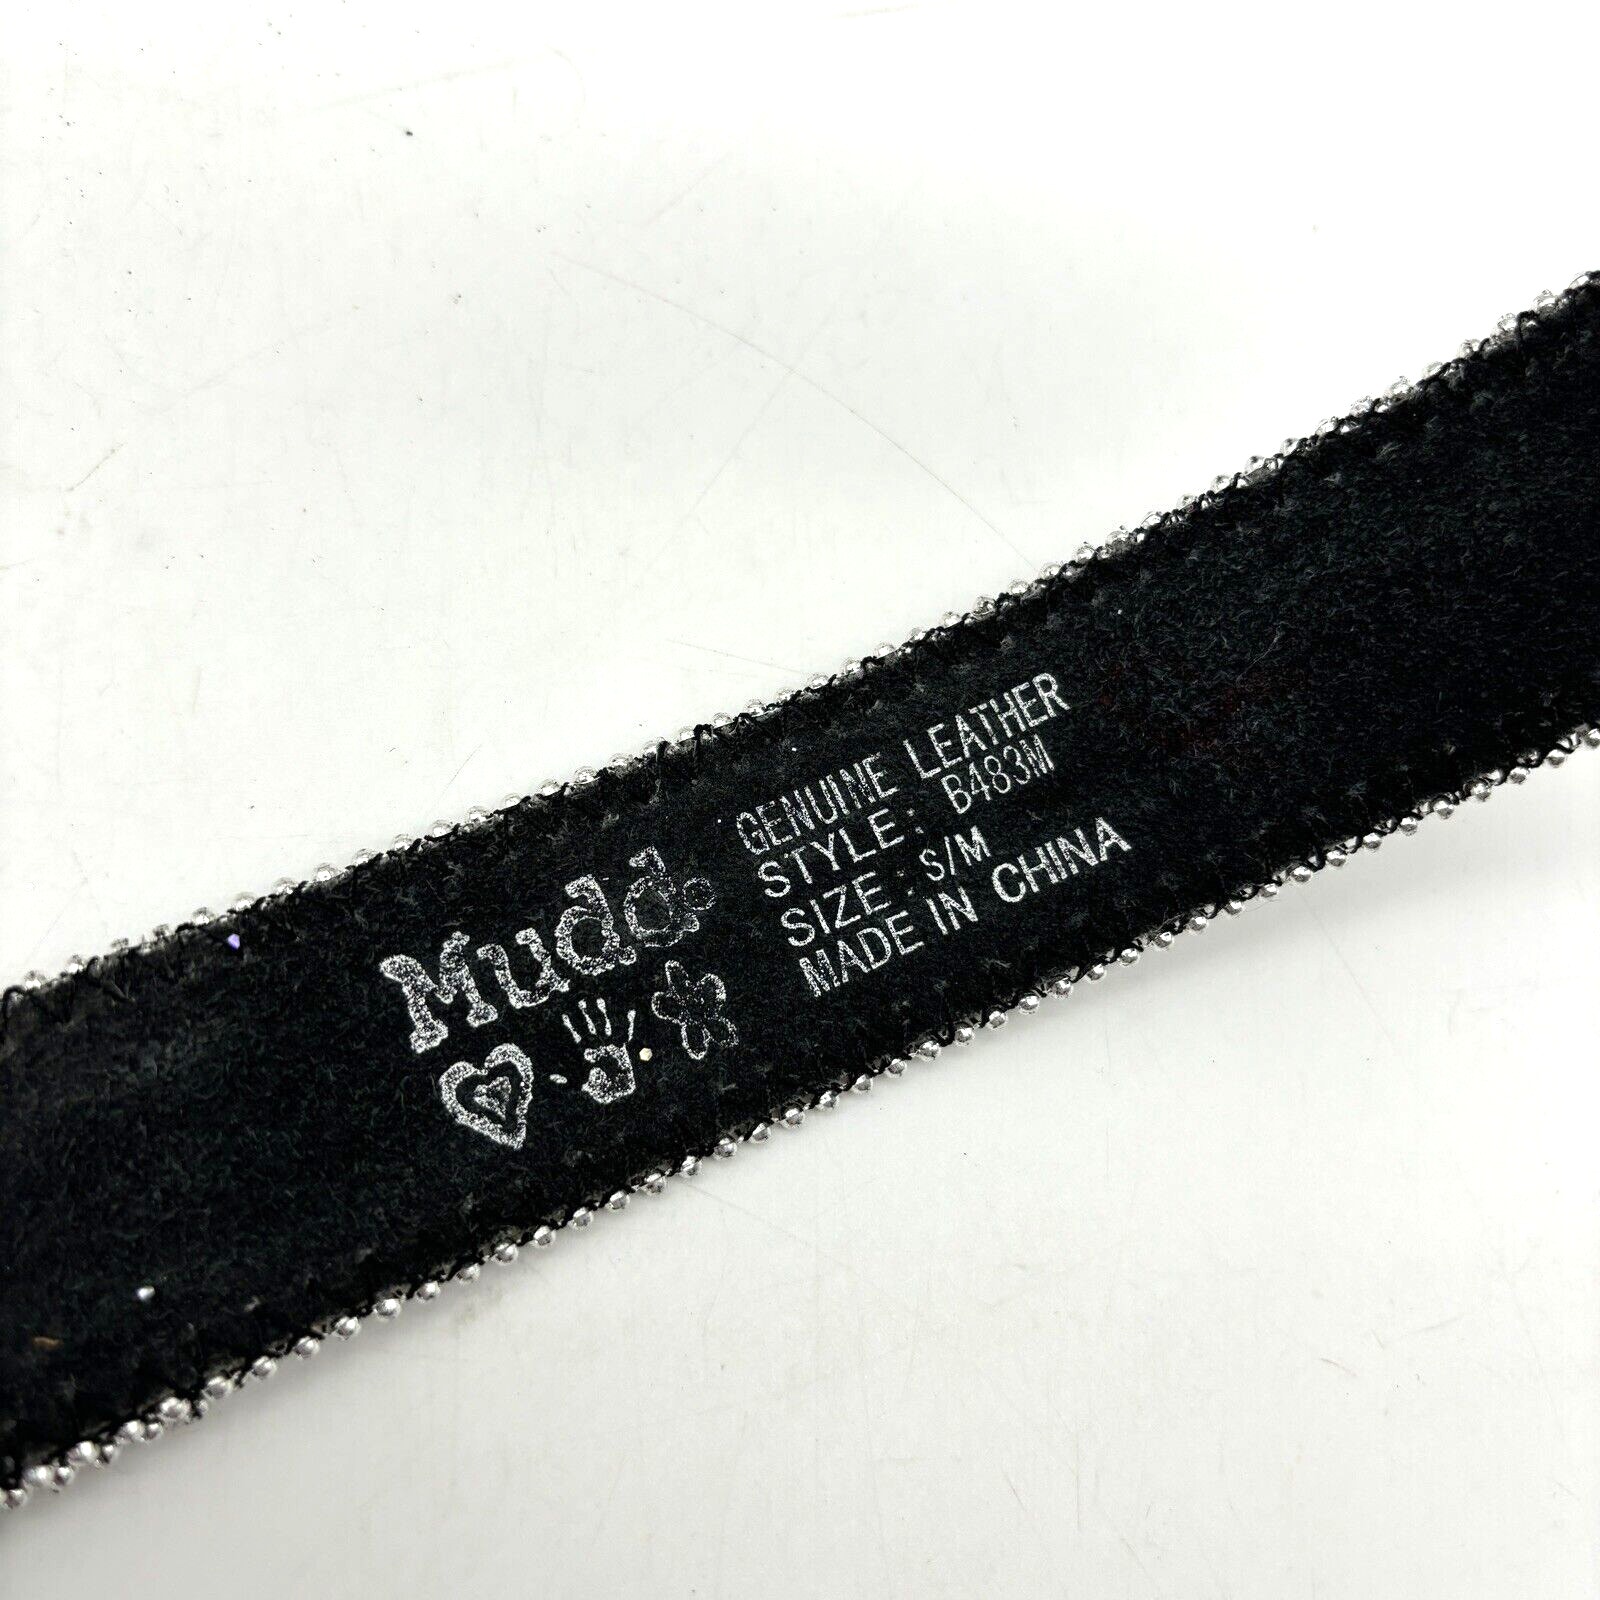 Mudd.
GENUINE LEATHER
STYLE: B483M
SIZE: S/M
MADE IN CHINA